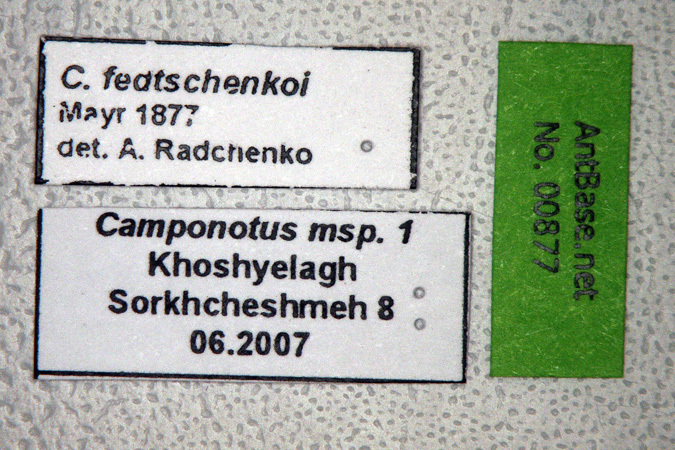 C. fedtschenkoi
Mayr 1877
det. A. Radchenko
Camponotus msp. 1
Khoshyelagh
Sorkhcheshmeh 8
06.2007
AntBase.net
No. 00877